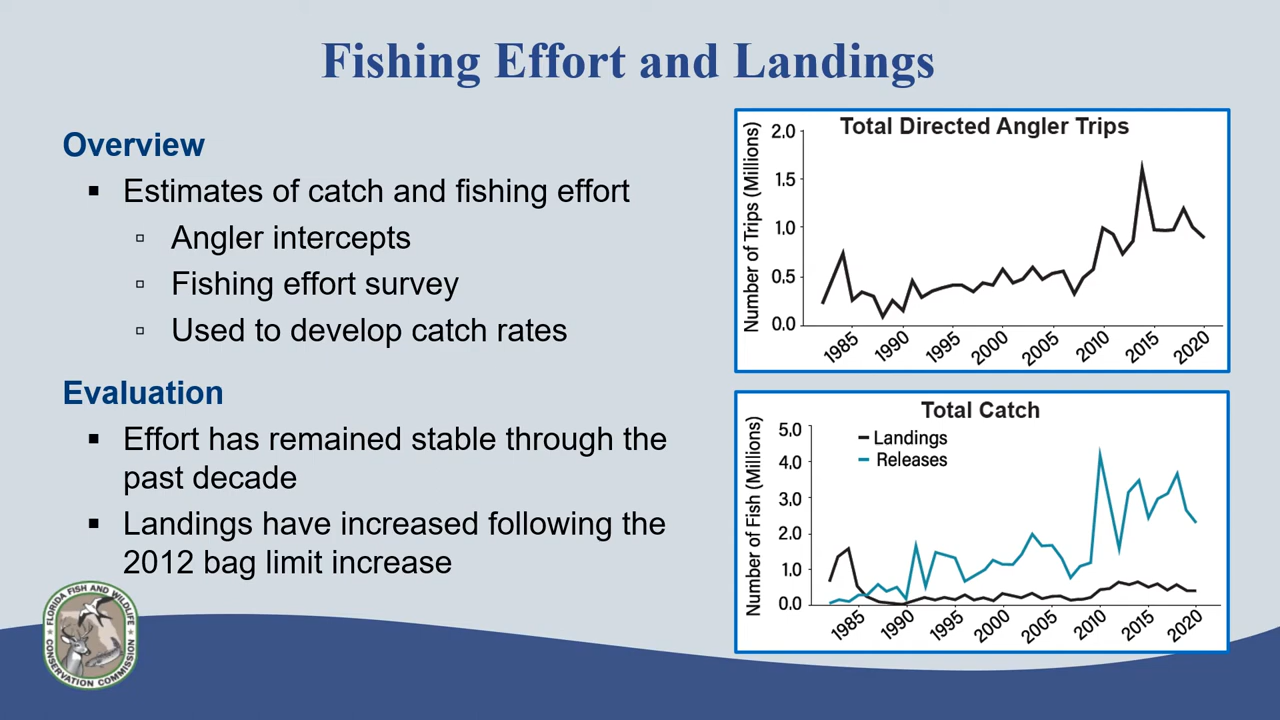 Fishing Effort and Landings
Overview
▪ Estimates of catch and fishing effort
▫ Angler intercepts
▫ Fishing effort survey
▫ Used to develop catch rates
Evaluation
▪ Effort has remained stable through the
past decade
▪ Landings have increased following the
2012 bag limit increase
Total Directed Angler Trips
Number of Trips (Millions)
2.0
1.5
1.0
0.5
0.0
1985 1990 1995 2000 2005 2010 2015 2020
Total Catch
Landings
Releases
Number of Fish (Millions)
5.0
4.0
3.0
2.0
1.0
0.0
1985 1990 1995 2000 2005 2010 2015 2020
FLORIDA FISH AND WILDLIFE
CONSERVATION COMMISSION